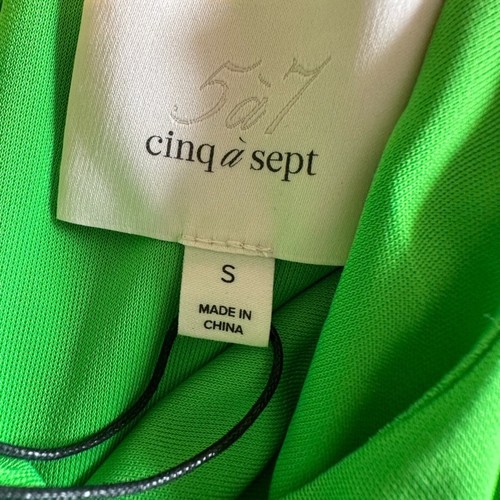 5à7
cinq à sept
S
MADE IN
CHINA